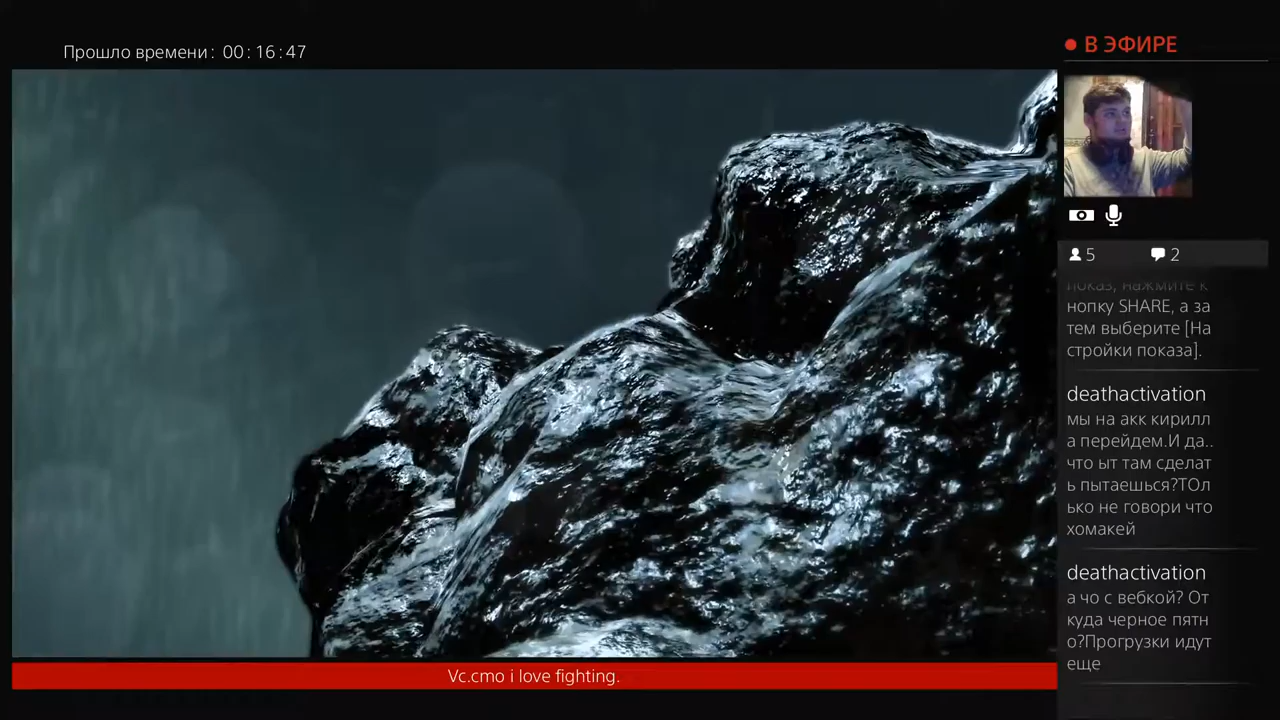 Прошло времени: 00:16:47
В ЭФИРЕ
5
2
показ, нажмите к
нопку SHARE, а за
тем выберите [На
стройки показа].
deathactivation
мы на акк кирилл
а перейдем.И да..
что ыт там сделат
ь пытаешься?ТОл
ько не говори что
хомакей
deathactivation
а чо с вебкой? От
куда черное пятн
о?Прогрузки идут
еще
Vc.cmo i love fighting.